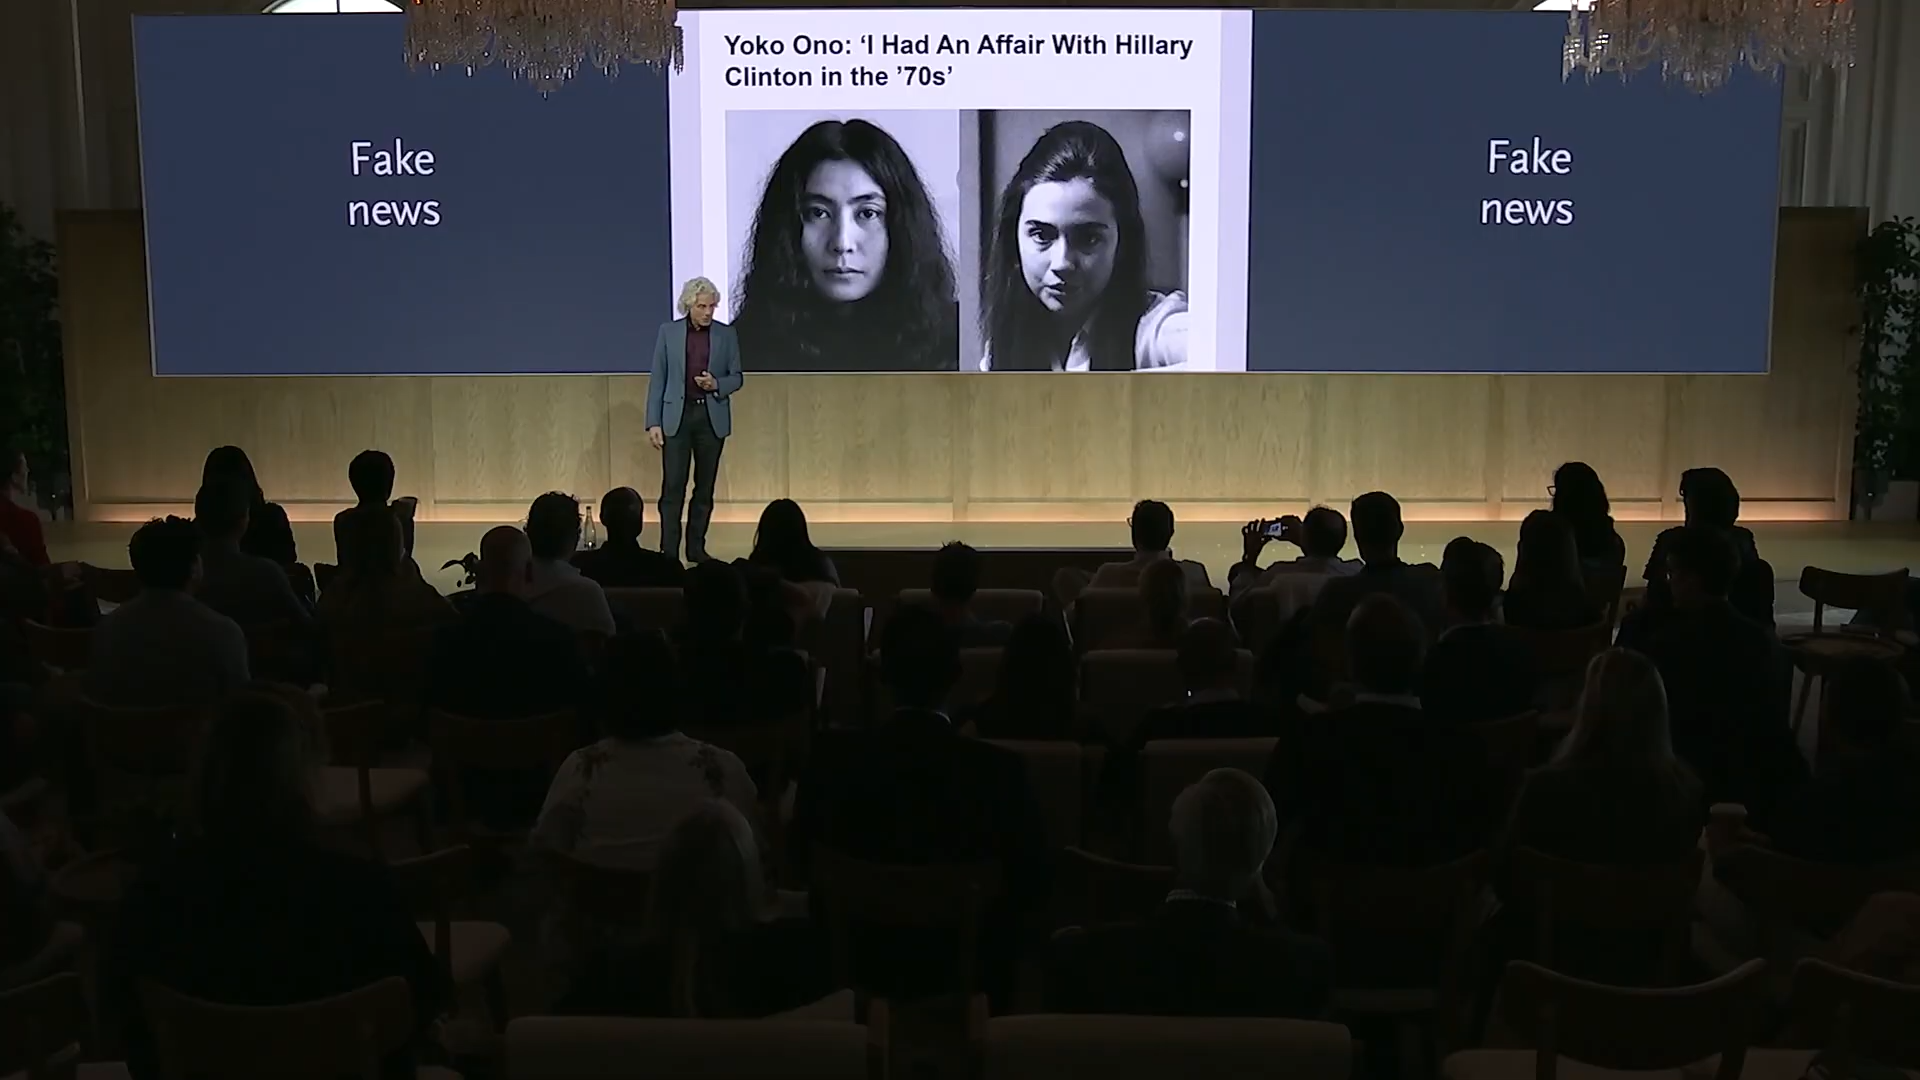 Yoko Ono: ‘I Had An Affair With Hillary
Clinton in the ’70s’
Fake
news
Fake
news